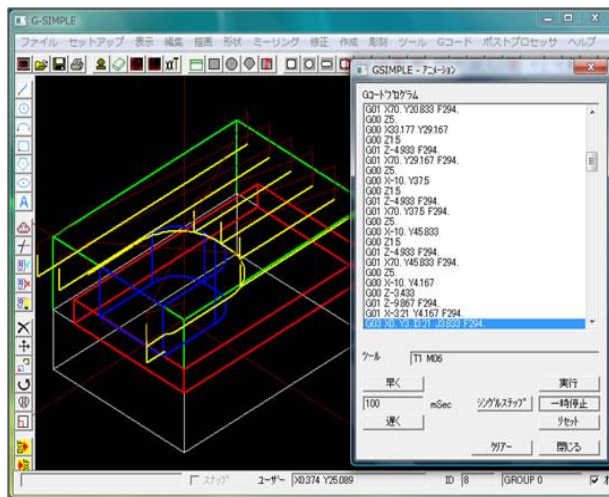 G-SIMPLE
ファイル セットアップ 表示 編集 描画 形状 ミーリング 修正 作成 彫刻 ツール Gコード ポストプロセッサ ヘルプ
GSIMPLE - アニメーション
Gコードプログラム
G01 X70. Y20.833 F294.
G00 Z5.
G00 X33.177 Y29.167
G00 Z1.5
G01 Z-4.933 F294.
G01 X70. Y29.167 F294.
G00 Z5.
G00 X-10. Y37.5
G00 Z1.5
G01 Z-4.933 F294.
G01 X70. Y37.5 F294.
G00 Z5.
G00 X-10. Y45.833
G00 Z1.5
G01 Z-4.933 F294.
G01 X70. Y45.833 F294.
G00 Z5.
G00 X-10. Y4.167
G00 Z-3.433
G01 Z-9.867 F294.
G01 X-3.21 Y4.167 F294.
G03 X0. Y3. I3.21 J3.833 F294.
ツール T1 M06
早く 実行
100 mSec シングルステップ 一時停止
遅く リセット
クリアー 閉じる
スナップ ユーザー X0.374 Y25.089 ID 8 GROUP 0